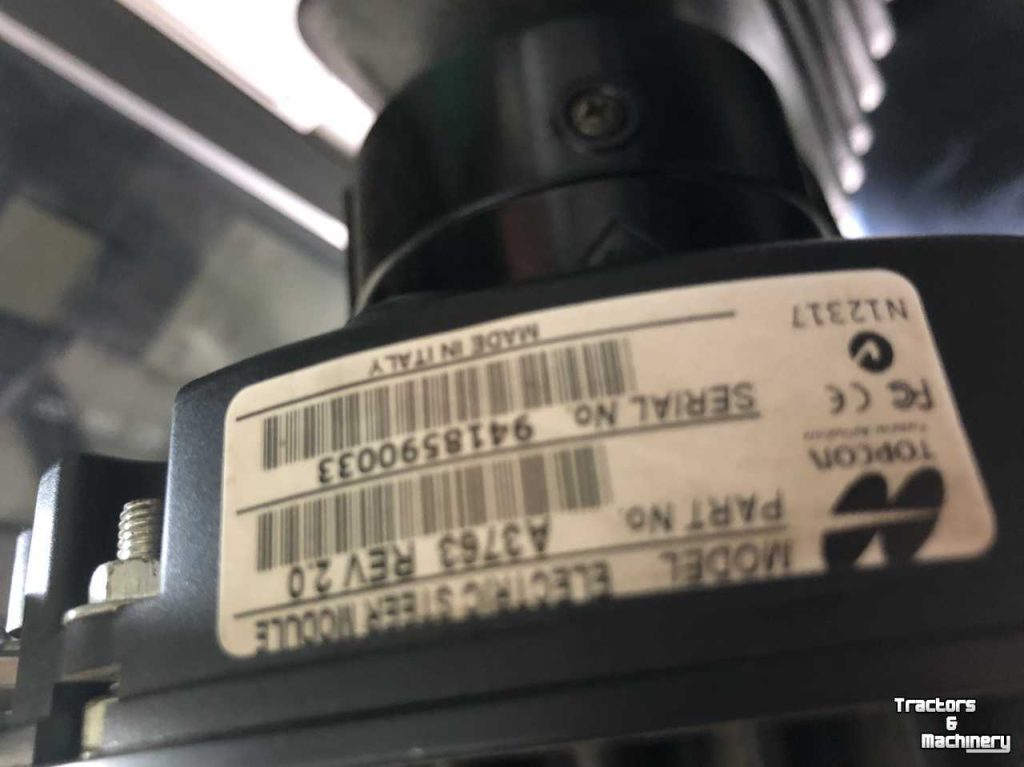 MODEL ELECTRIC STEER MODULE
PART No. A3763 REV 2.0
SERIAL No. 9418590033
MADE IN ITALY
TOPCON
FC CE
N12317
Tractors
&
Machinery